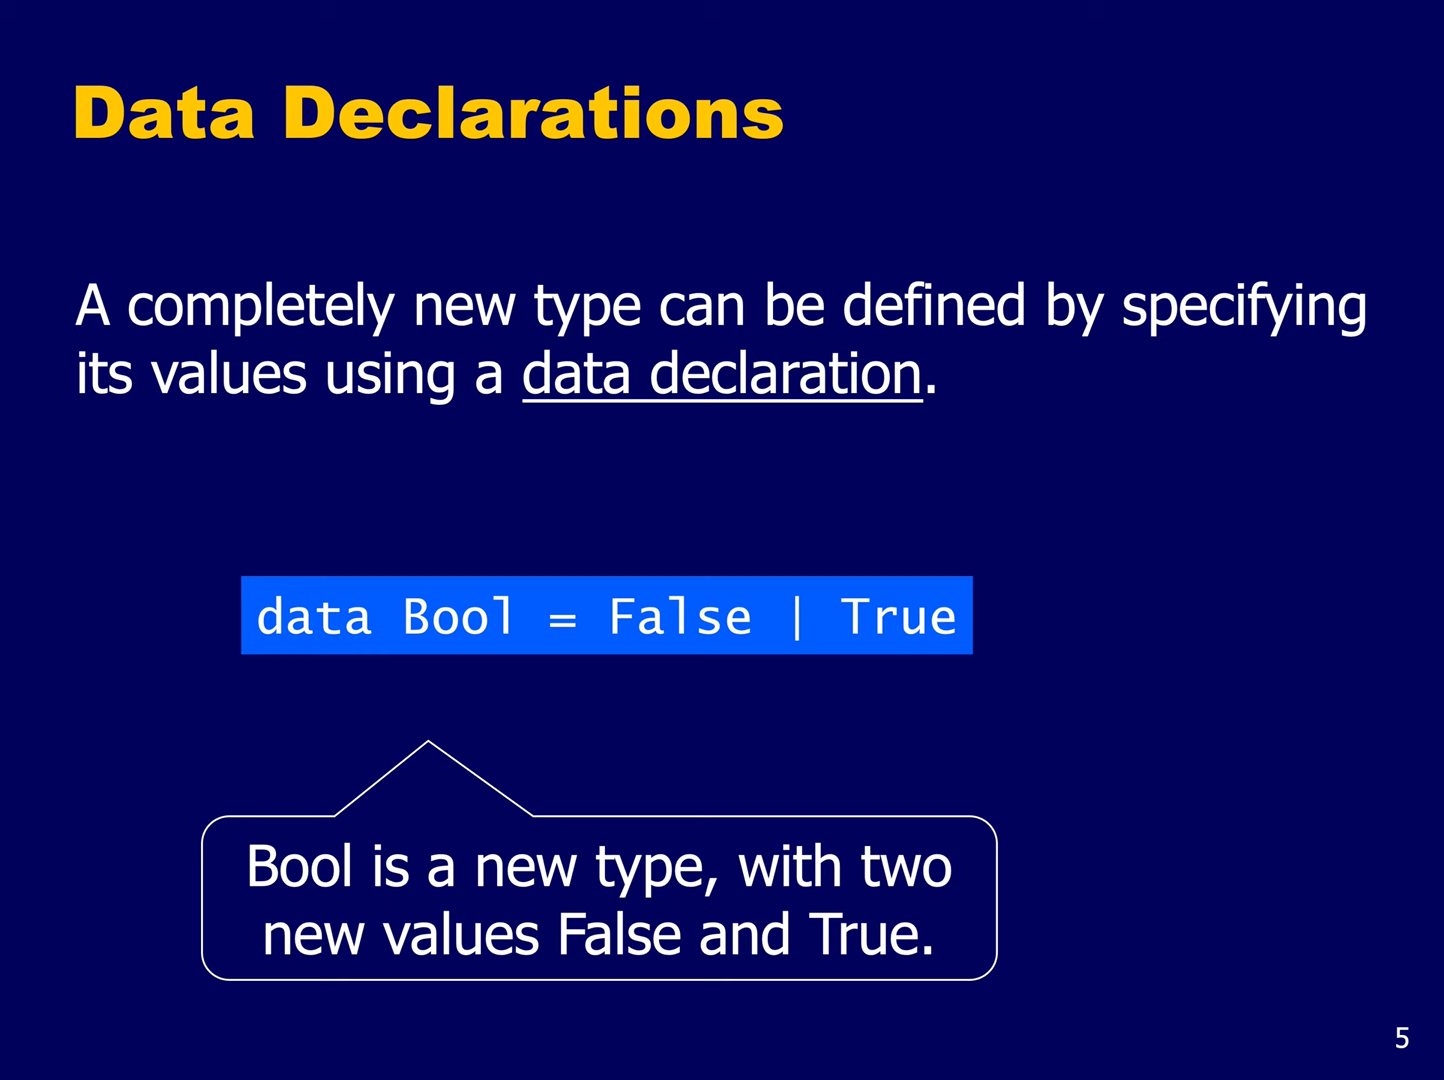 Data Declarations
A completely new type can be defined by specifying
its values using a data declaration.
data Bool = False | True
Bool is a new type, with two
new values False and True.
5